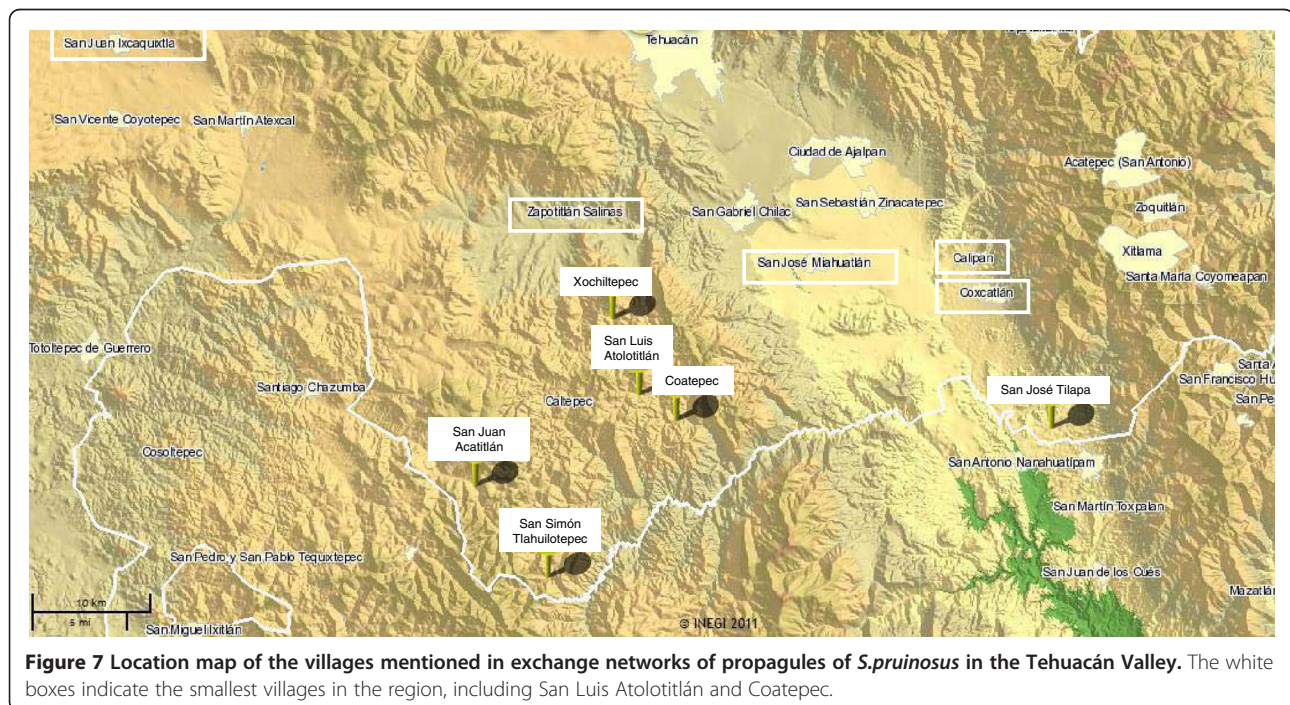 San Juan Ixcaquixtla
Tehuacán
San Vicente Coyotepec
San Martín Atexcal
Ciudad de Ajalpan
Acatepec (San Antonio)
Zapotitlán Salinas
San Gabriel Chilac
San Sebastián Zinacatepec
Zoquitlán
San José Miahuatlán
Calipan
Xitlama
Santa María Coyomeapan
Xochiltepec
Coxcatlán
San Luis
Atolotitlán
Totoltepec de Guerrero
Santiago Chazumba
Caltepec
Coatepec
San José Tilapa
Santa
San Francisco Hu
San Pe
San Juan
Acatitlán
Cosoltepec
San Antonio Nanahuatípam
San Martín Toxpalan
San Simón
Tlahuilotepec
San Pedro y San Pablo Tequixtepec
San Juan de los Cués
Mazatlán
10 km
5 mi
San Miguel Ixitlán
© INEGI 2011
Figure 7 Location map of the villages mentioned in exchange networks of propagules of S.pruinosus in the Tehuacán Valley. The white
boxes indicate the smallest villages in the region, including San Luis Atolotitlán and Coatepec.